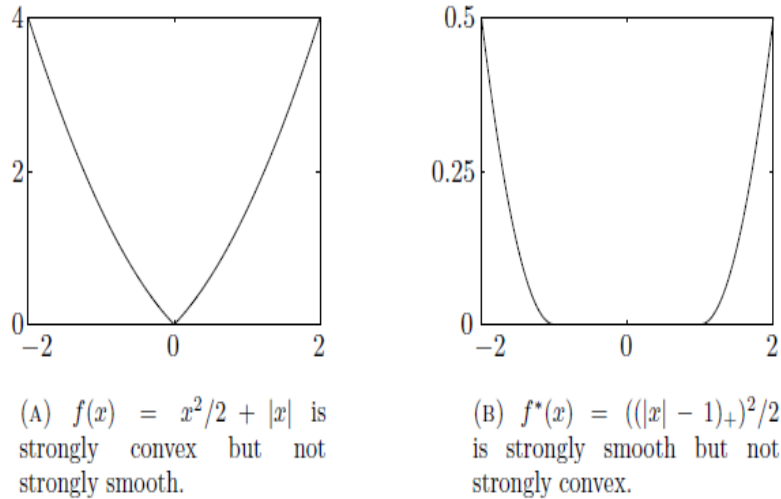 4
2
0
−2 0 2
0.5
0.25
0
−2 0 2
(A) f(x) = x²/2 + |x| is
strongly convex but not
strongly smooth.
(B) f*(x) = ((|x| − 1)₊)²/2
is strongly smooth but not
strongly convex.